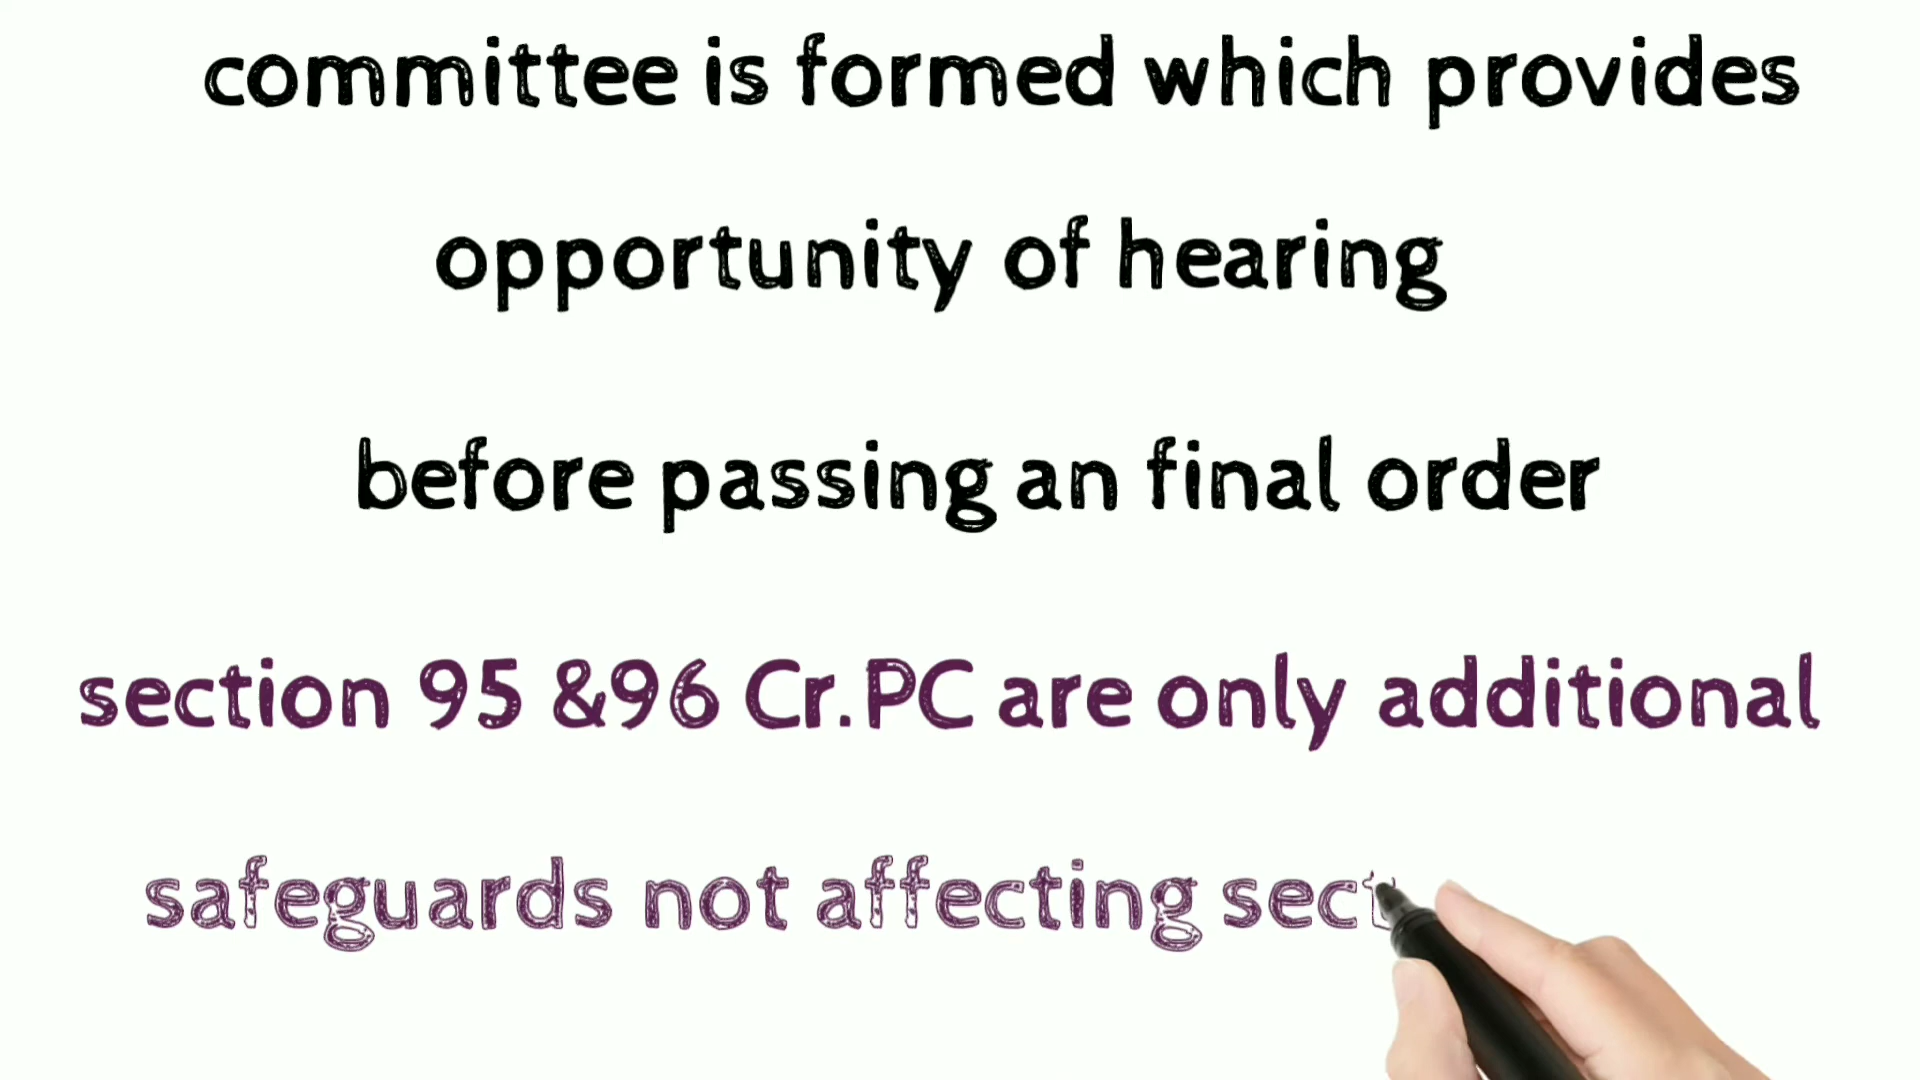 committee is formed which provides
opportunity of hearing
before passing an final order
section 95 &96 Cr.PC are only additional
safeguards not affecting sect